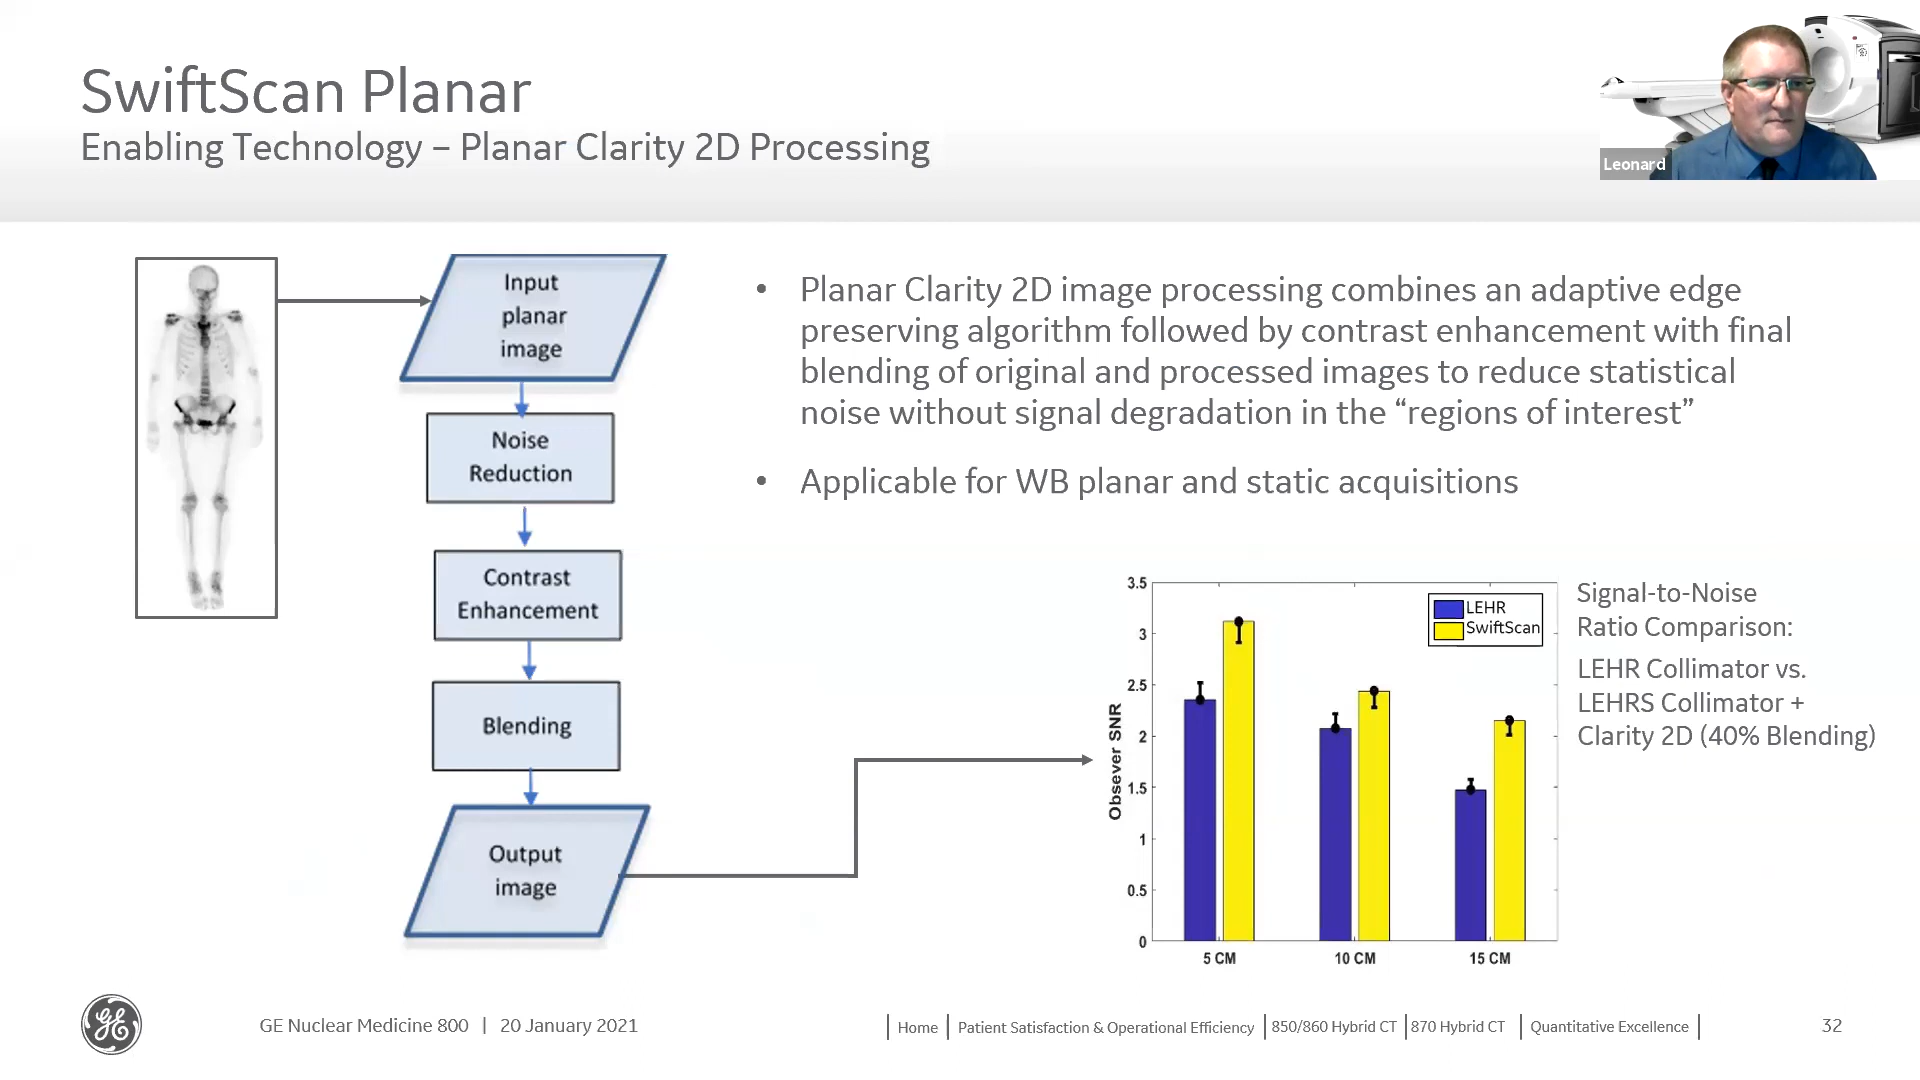 SwiftScan Planar
Enabling Technology – Planar Clarity 2D Processing
Leonard
Input
planar
image
Noise
Reduction
Contrast
Enhancement
Blending
Output
image
• Planar Clarity 2D image processing combines an adaptive edge
preserving algorithm followed by contrast enhancement with final
blending of original and processed images to reduce statistical
noise without signal degradation in the “regions of interest”
• Applicable for WB planar and static acquisitions
3.5
3
2.5
2
1.5
1
0.5
0
Obsever SNR
LEHR
SwiftScan
5 CM
10 CM
15 CM
Signal-to-Noise
Ratio Comparison:
LEHR Collimator vs.
LEHRS Collimator +
Clarity 2D (40% Blending)
GE
GE Nuclear Medicine 800 | 20 January 2021
| Home | Patient Satisfaction & Operational Efficiency | 850/860 Hybrid CT | 870 Hybrid CT | Quantitative Excellence |
32